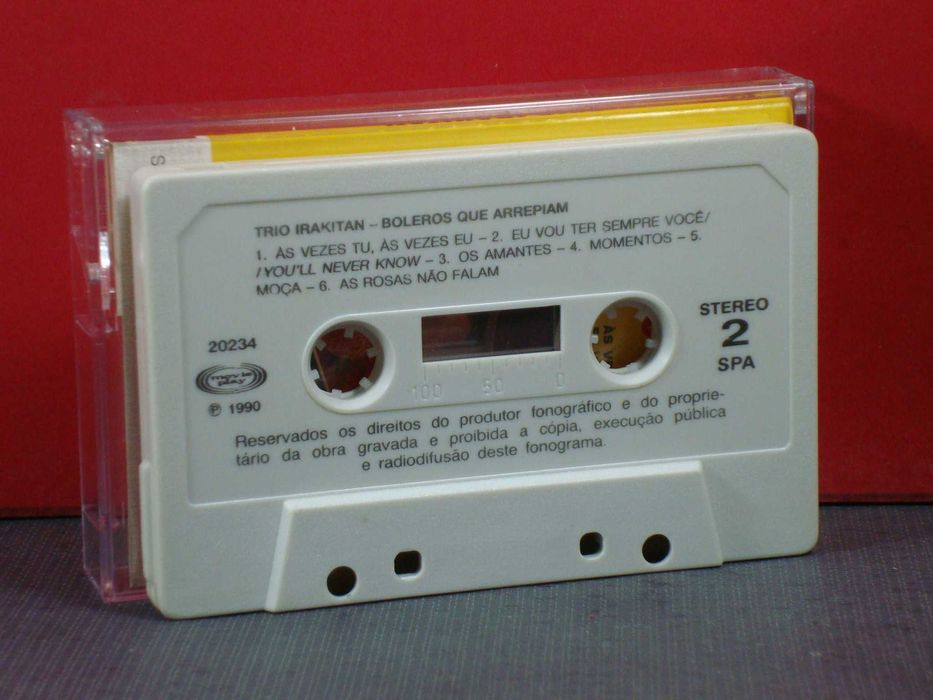 S
TRIO IRAKITAN – BOLEROS QUE ARREPIAM
1. ÀS VEZES TU, ÀS VEZES EU – 2. EU VOU TER SEMPRE VOCÊ/
/YOU'LL NEVER KNOW – 3. OS AMANTES – 4. MOMENTOS – 5.
MOÇA – 6. AS ROSAS NÃO FALAM
20234
movie
play
℗ 1990
STEREO
2
SPA
100 50 0
Reservados os direitos do produtor fonográfico e do proprie-
tário da obra gravada e proibida a cópia, execução pública
e radiodifusão deste fonograma.